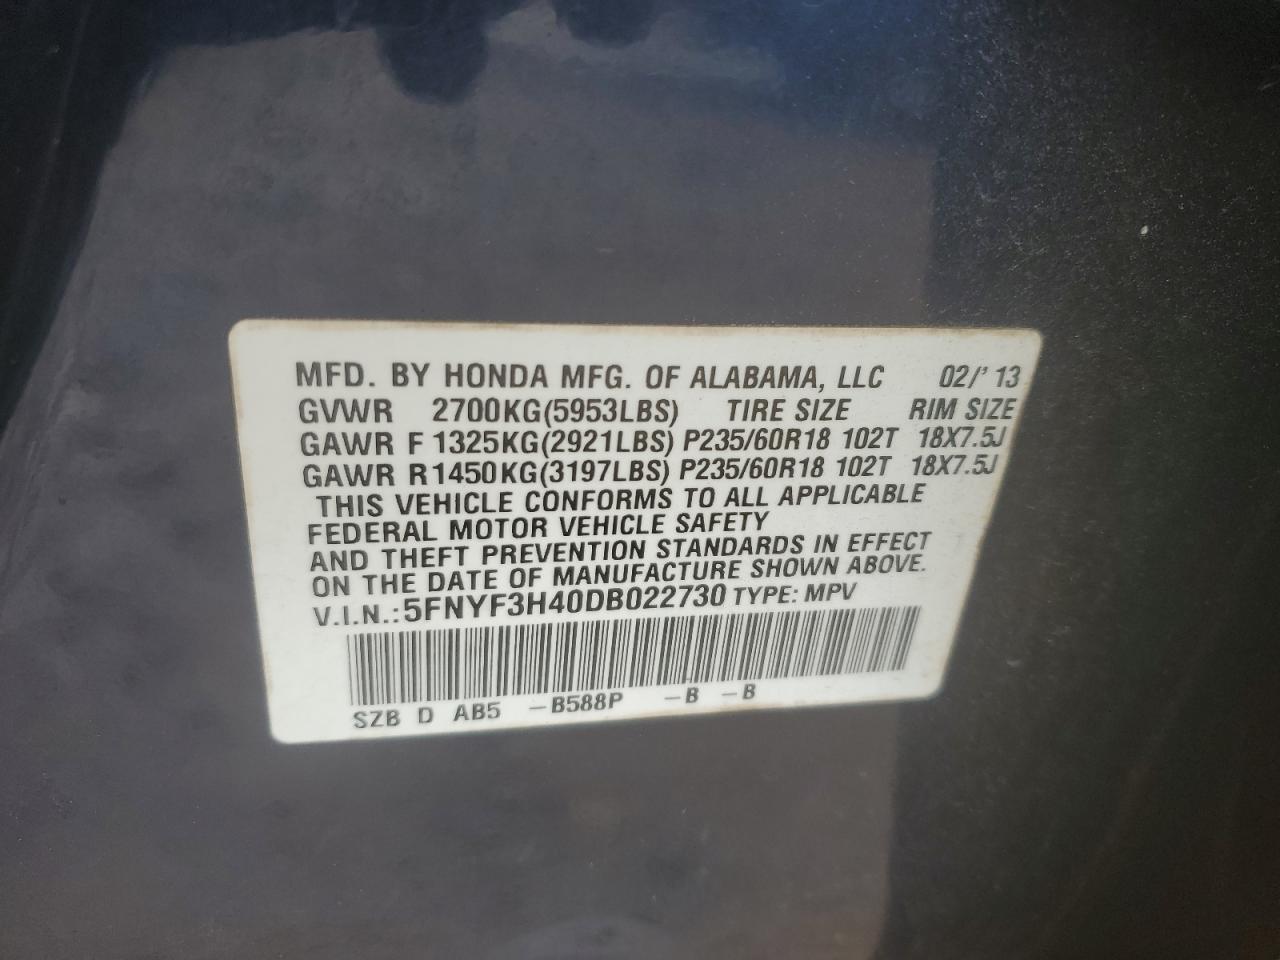 MFD. BY HONDA MFG. OF ALABAMA, LLC 02/'13
GVWR 2700KG(5953LBS) TIRE SIZE RIM SIZE
GAWR F 1325KG(2921LBS) P235/60R18 102T 18X7.5J
GAWR R 1450KG(3197LBS) P235/60R18 102T 18X7.5J
THIS VEHICLE CONFORMS TO ALL APPLICABLE
FEDERAL MOTOR VEHICLE SAFETY
AND THEFT PREVENTION STANDARDS IN EFFECT
ON THE DATE OF MANUFACTURE SHOWN ABOVE.
V.I.N.:5FNYF3H40DB022730 TYPE: MPV
SZB D AB5 -B588P -B -B